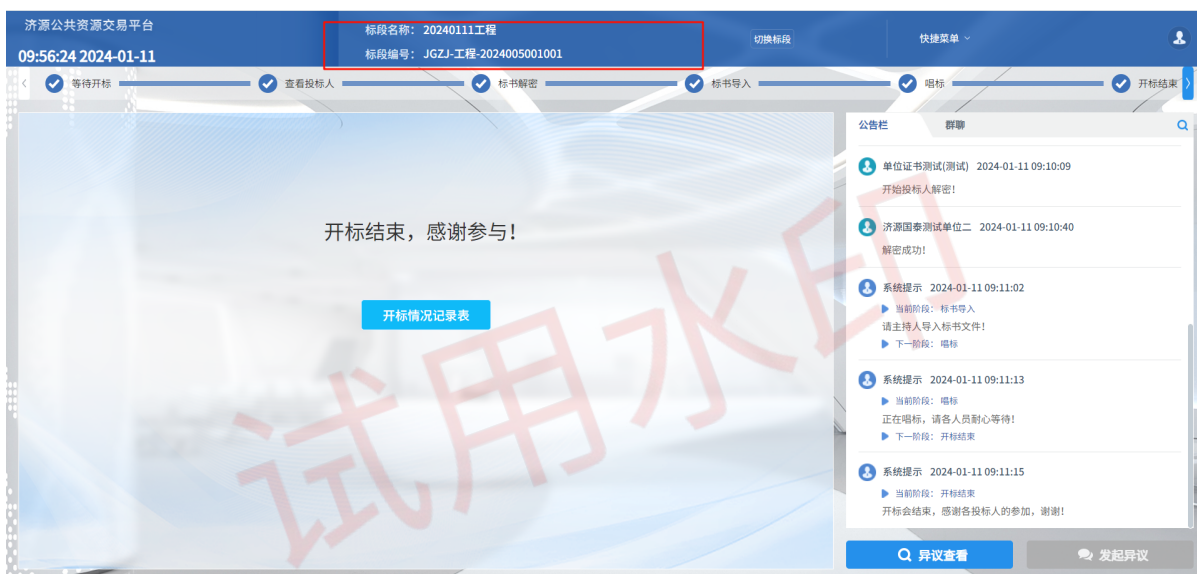 济源公共资源交易平台
09:56:24 2024-01-11
标段名称： 20240111工程
标段编号： JGZJ-工程-2024005001001
切换标段
快捷菜单
等待开标
查看投标人
标书解密
标书导入
唱标
开标结束
开标结束，感谢参与！
开标情况记录表
公告栏 群聊
单位证书测试(测试) 2024-01-11 09:10:09
开始投标人解密！
济源国泰测试单位二 2024-01-11 09:10:40
解密成功！
系统提示 2024-01-11 09:11:02
当前阶段： 标书导入
请主持人导入标书文件！
下一阶段： 唱标
系统提示 2024-01-11 09:11:13
当前阶段： 唱标
正在唱标，请各人员耐心等待！
下一阶段： 开标结束
系统提示 2024-01-11 09:11:15
当前阶段： 开标结束
开标会结束，感谢各投标人的参加，谢谢！
异议查看
发起异议
试用水印